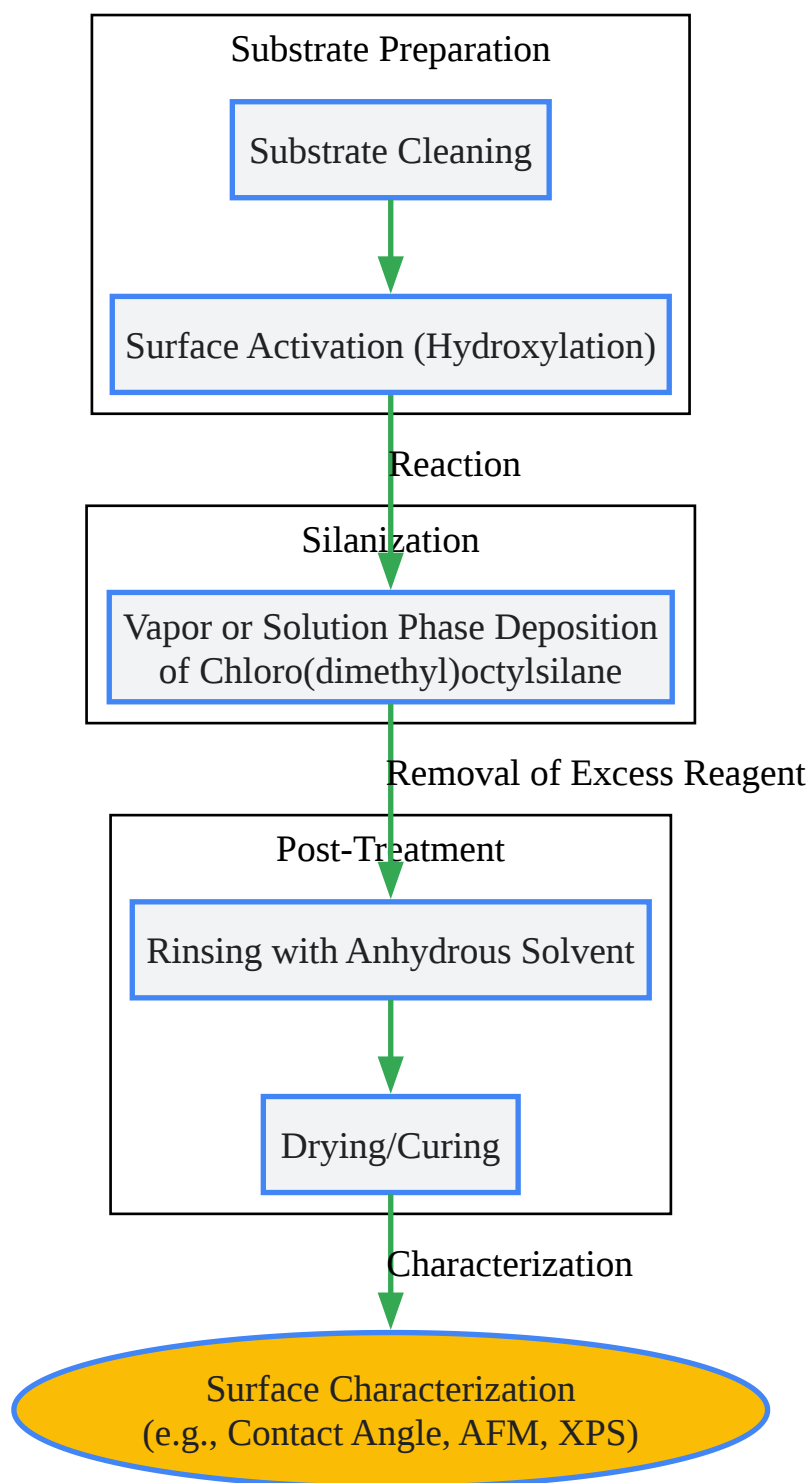 Substrate Preparation
Substrate Cleaning
Surface Activation (Hydroxylation)
Reaction
Silanization
Vapor or Solution Phase Deposition
of Chloro(dimethyl)octylsilane
Removal of Excess Reagent
Post-Treatment
Rinsing with Anhydrous Solvent
Drying/Curing
Characterization
Surface Characterization
(e.g., Contact Angle, AFM, XPS)